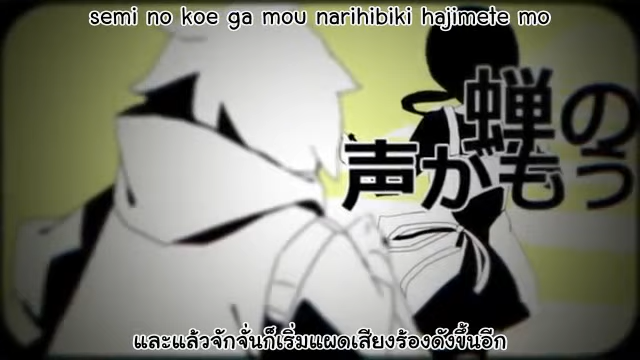 semi no koe ga mou narihibiki hajimete mo
蝉の
声がもう
และแล้วจักจั่นก็เริ่มแผดเสียงร้องดังขึ้นอีก